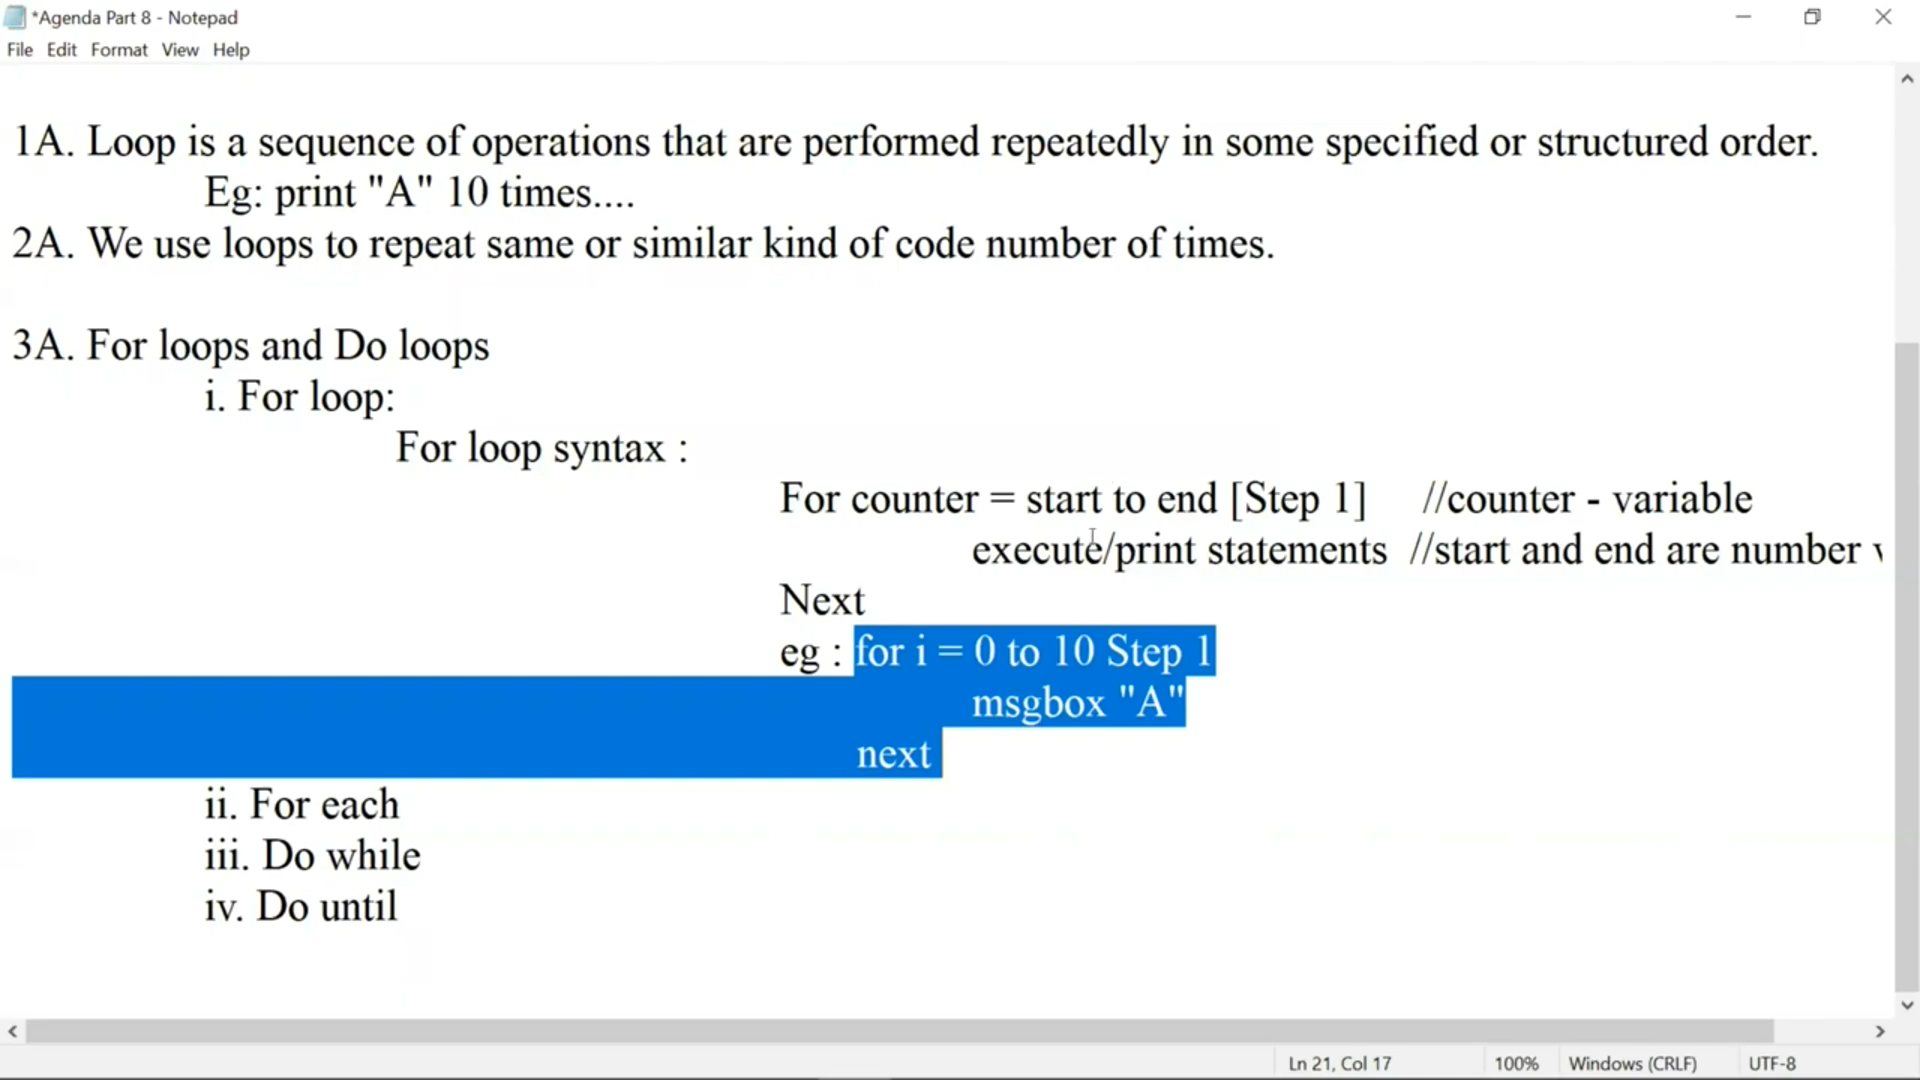 *Agenda Part 8 - Notepad
File Edit Format View Help
1A. Loop is a sequence of operations that are performed repeatedly in some specified or structured order.
Eg: print "A" 10 times....
2A. We use loops to repeat same or similar kind of code number of times.
3A. For loops and Do loops
i. For loop:
For loop syntax :
For counter = start to end [Step 1] //counter - variable
execute/print statements //start and end are number
Next
eg : for i = 0 to 10 Step 1
msgbox "A"
next
ii. For each
iii. Do while
iv. Do until
Ln 21, Col 17 100% Windows (CRLF) UTF-8